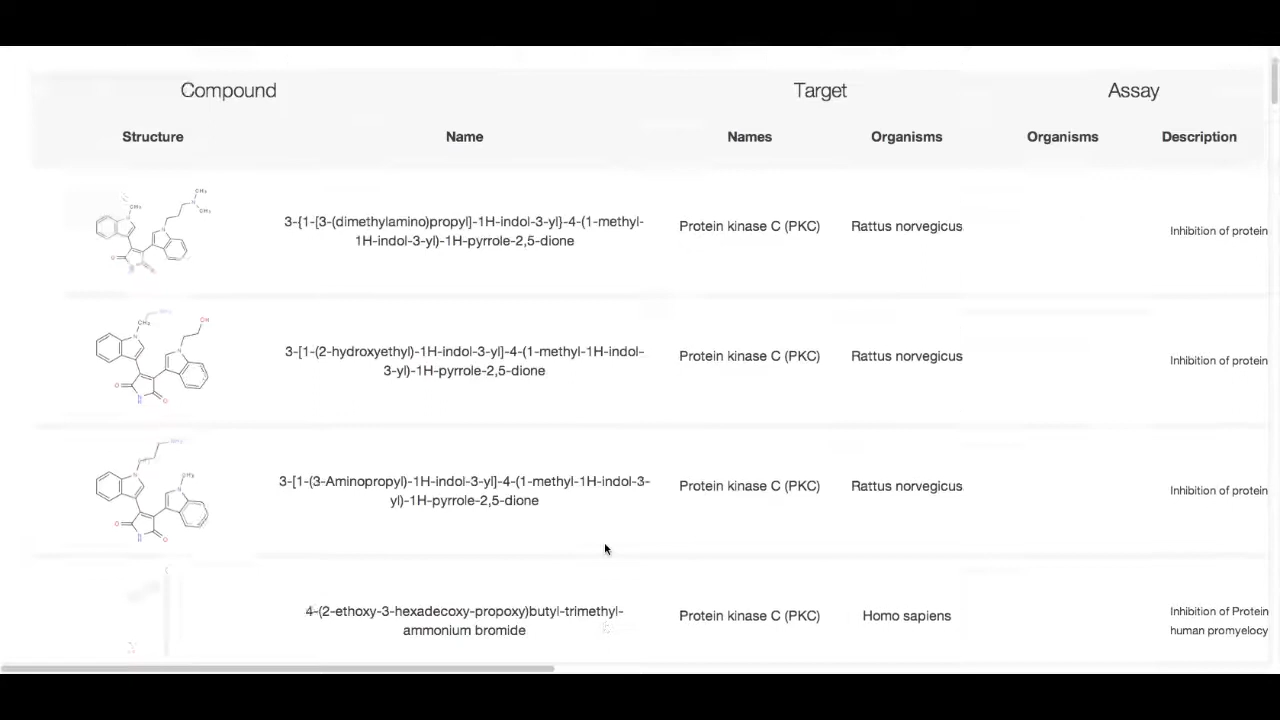 Compound Target Assay
Structure Name Names Organisms Organisms Description
3-{1-[3-(dimethylamino)propyl]-1H-indol-3-yl}-4-(1-methyl-
1H-indol-3-yl)-1H-pyrrole-2,5-dione
Protein kinase C (PKC)
Rattus norvegicus
Inhibition of protein
3-[1-(2-hydroxyethyl)-1H-indol-3-yl]-4-(1-methyl-1H-indol-
3-yl)-1H-pyrrole-2,5-dione
Protein kinase C (PKC)
Rattus norvegicus
Inhibition of protein
3-[1-(3-Aminopropyl)-1H-indol-3-yl]-4-(1-methyl-1H-indol-3-
yl)-1H-pyrrole-2,5-dione
Protein kinase C (PKC)
Rattus norvegicus
Inhibition of protein
4-(2-ethoxy-3-hexadecoxy-propoxy)butyl-trimethyl-
ammonium bromide
Protein kinase C (PKC)
Homo sapiens
Inhibition of Protein
human promyelocy